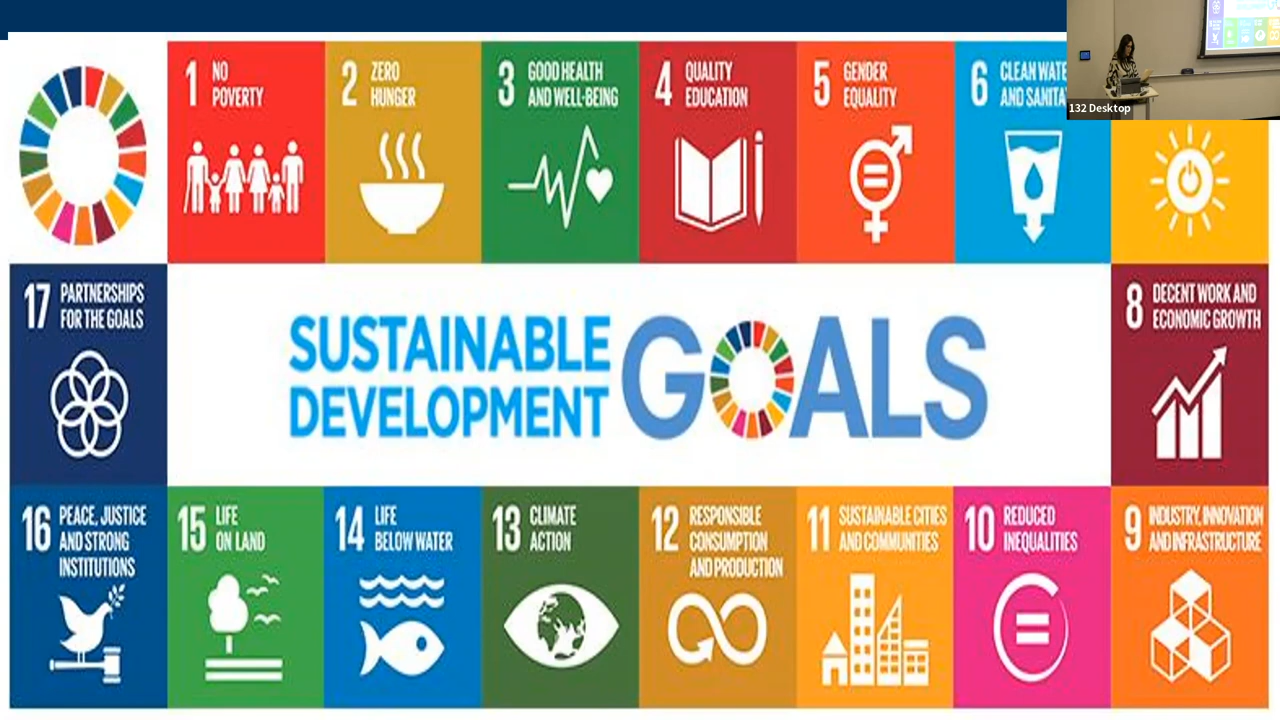 1 NO
POVERTY
2 ZERO
HUNGER
3 GOOD HEALTH
AND WELL-BEING
4 QUALITY
EDUCATION
5 GENDER
EQUALITY
6 CLEAN WATE
AND SANITA
132 Desktop
17 PARTNERSHIPS
FOR THE GOALS
SUSTAINABLE
DEVELOPMENT
GOALS
8 DECENT WORK AND
ECONOMIC GROWTH
16 PEACE, JUSTICE
AND STRONG
INSTITUTIONS
15 LIFE
ON LAND
14 LIFE
BELOW WATER
13 CLIMATE
ACTION
12 RESPONSIBLE
CONSUMPTION
AND PRODUCTION
11 SUSTAINABLE CITIES
AND COMMUNITIES
10 REDUCED
INEQUALITIES
9 INDUSTRY, INNOVATION
AND INFRASTRUCTURE